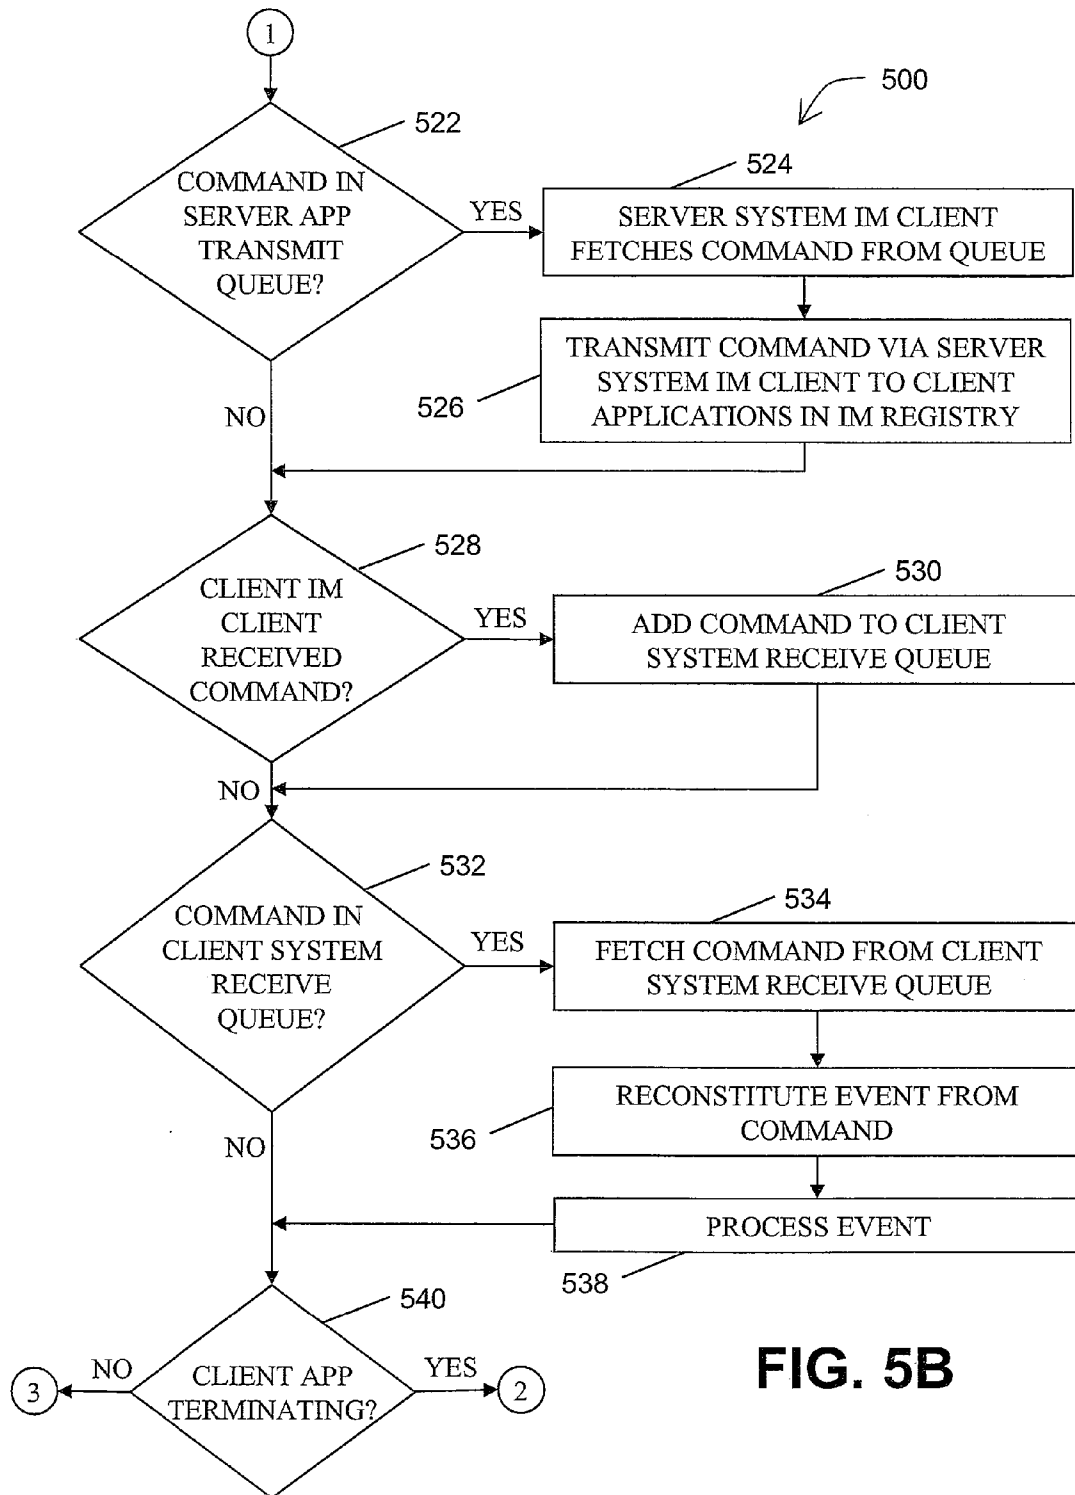 1
500
522
COMMAND IN
SERVER APP
TRANSMIT
QUEUE?
YES
524
SERVER SYSTEM IM CLIENT
FETCHES COMMAND FROM QUEUE
526
TRANSMIT COMMAND VIA SERVER
SYSTEM IM CLIENT TO CLIENT
APPLICATIONS IN IM REGISTRY
NO
528
CLIENT IM
CLIENT
RECEIVED
COMMAND?
YES
530
ADD COMMAND TO CLIENT
SYSTEM RECEIVE QUEUE
NO
532
COMMAND IN
CLIENT SYSTEM
RECEIVE
QUEUE?
YES
534
FETCH COMMAND FROM CLIENT
SYSTEM RECEIVE QUEUE
536
RECONSTITUTE EVENT FROM
COMMAND
NO
PROCESS EVENT
538
540
CLIENT APP
TERMINATING?
NO
3
YES
2
FIG. 5B